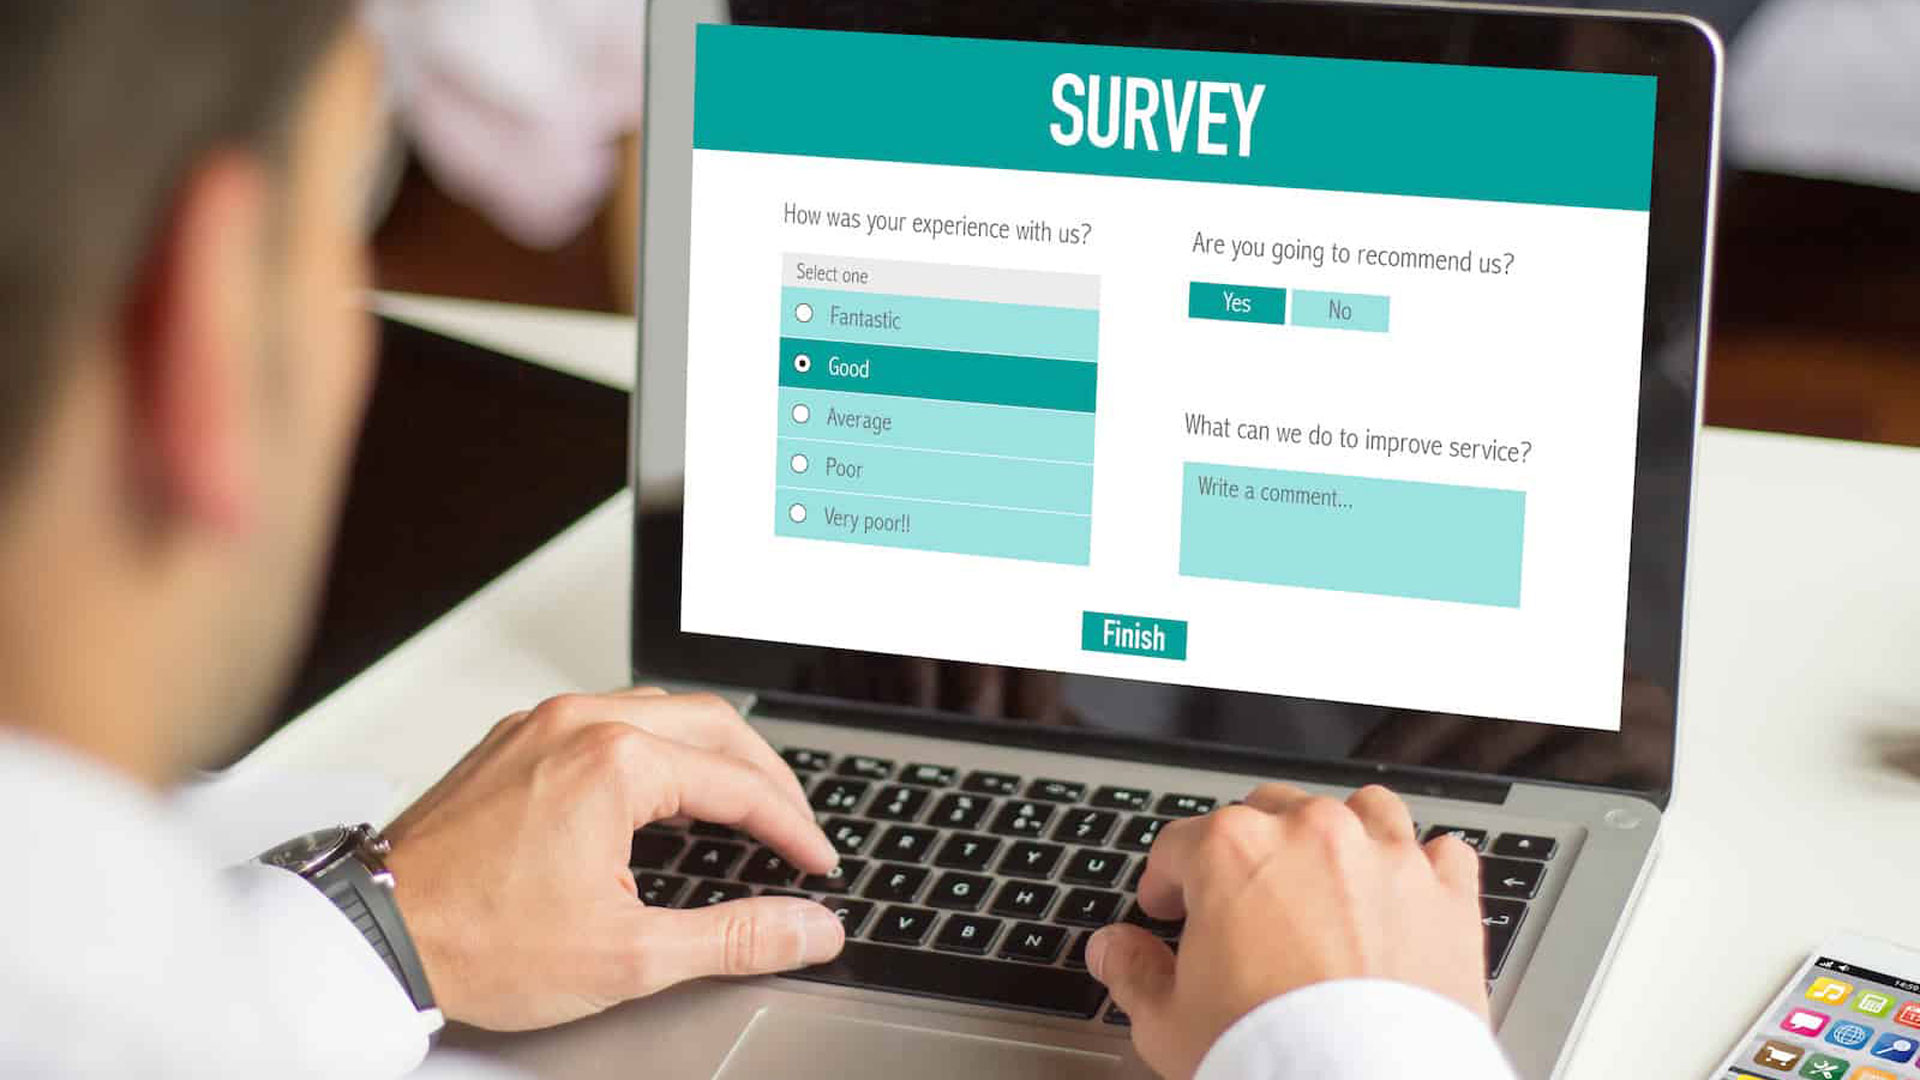 SURVEY
How was your experience with us?
Select one
Fantastic
Good
Average
Poor
Very poor!!
Are you going to recommend us?
Yes
No
What can we do to improve service?
Write a comment...
Finish
R
T
Y
U
A
S
D
F
G
H
J
Z
C
V
B
N